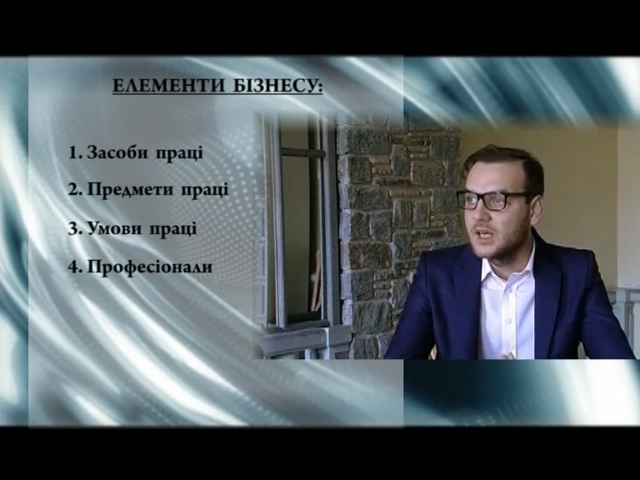 ЕЛЕМЕНТИ БІЗНЕСУ:
1. Засоби праці
2. Предмети праці
3. Умови праці
4. Професіонали